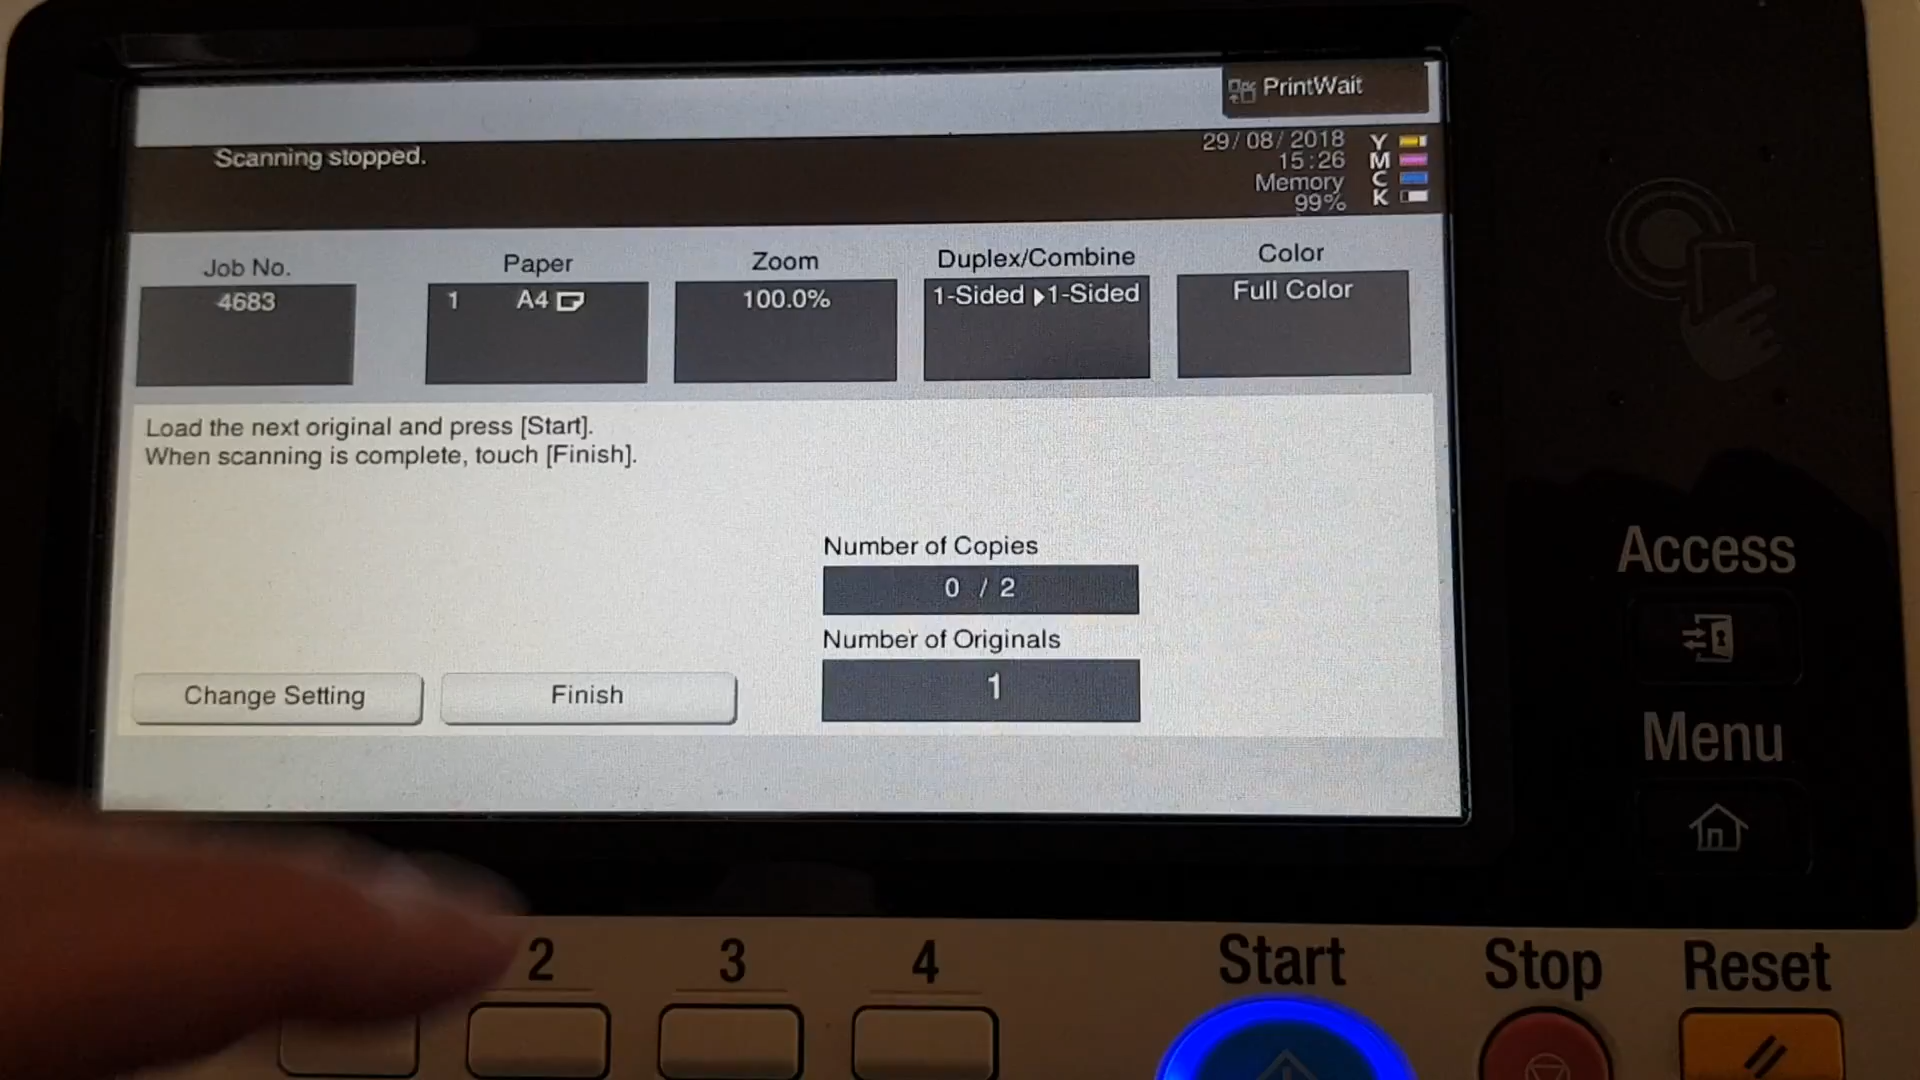 PrintWait
Scanning stopped.
29/08/2018
15:26
Memory
99%
Y
M
C
K
Job No.
4683
Paper
1 A4
Zoom
100.0%
Duplex/Combine
1-Sided ▶1-Sided
Color
Full Color
Load the next original and press [Start].
When scanning is complete, touch [Finish].
Number of Copies
0 / 2
Number of Originals
1
Change Setting
Finish
Access
Menu
2
3
4
Start
Stop
Reset